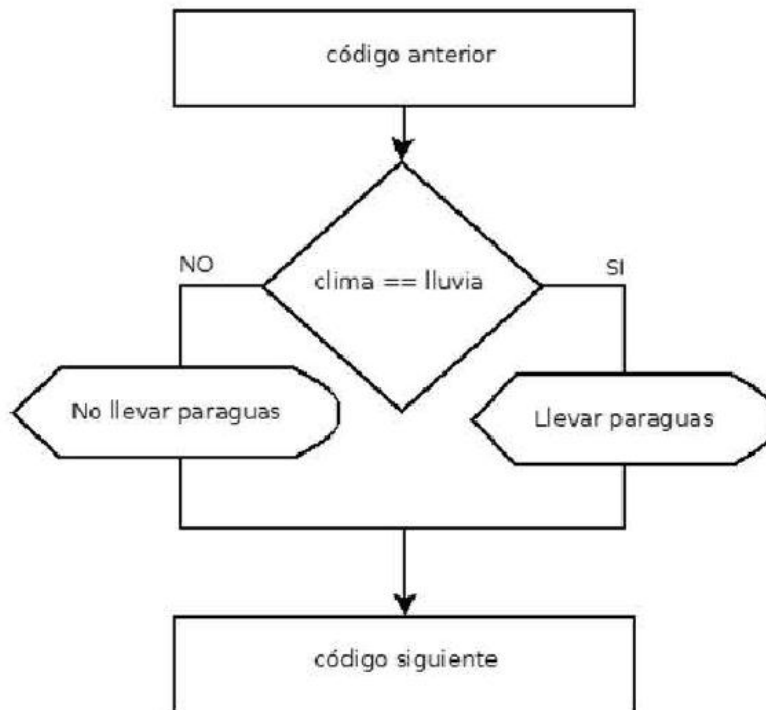 código anterior
NO
SI
clima == lluvia
No llevar paraguas
Llevar paraguas
código siguiente